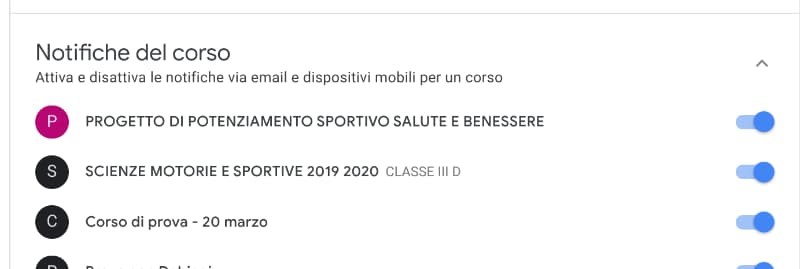 Notifiche del corso
Attiva e disattiva le notifiche via email e dispositivi mobili per un corso
P PROGETTO DI POTENZIAMENTO SPORTIVO SALUTE E BENESSERE
S SCIENZE MOTORIE E SPORTIVE 2019 2020 CLASSE III D
C Corso di prova - 20 marzo